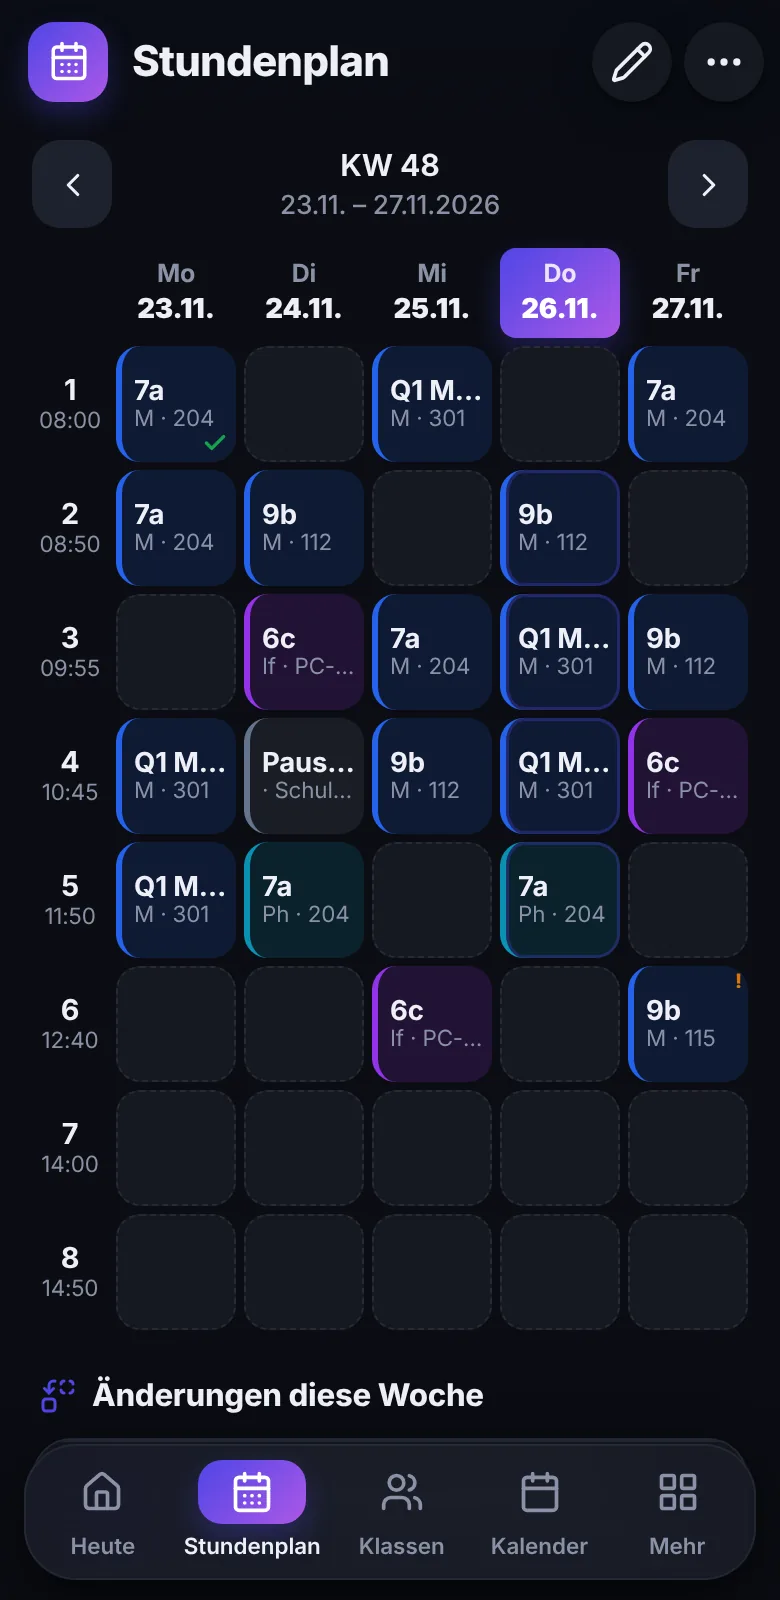 Stundenplan
KW 48
23.11. – 27.11.2026
Mo Di Mi Do Fr
23.11. 24.11. 25.11. 26.11. 27.11.
1 7a Q1 M... 7a
08:00 M · 204 M · 301 M · 204
2 7a 9b 9b
08:50 M · 204 M · 112 M · 112
3 6c 7a Q1 M... 9b
09:55 If · PC-... M · 204 M · 301 M · 112
4 Q1 M... Paus... 9b Q1 M... 6c
10:45 M · 301 · Schul... M · 112 M · 301 If · PC-...
5 Q1 M... 7a 7a
11:50 M · 301 Ph · 204 Ph · 204
!
6 6c 9b
12:40 If · PC-... M · 115
7
14:00
8
14:50
Änderungen diese Woche
Heute Stundenplan Klassen Kalender Mehr